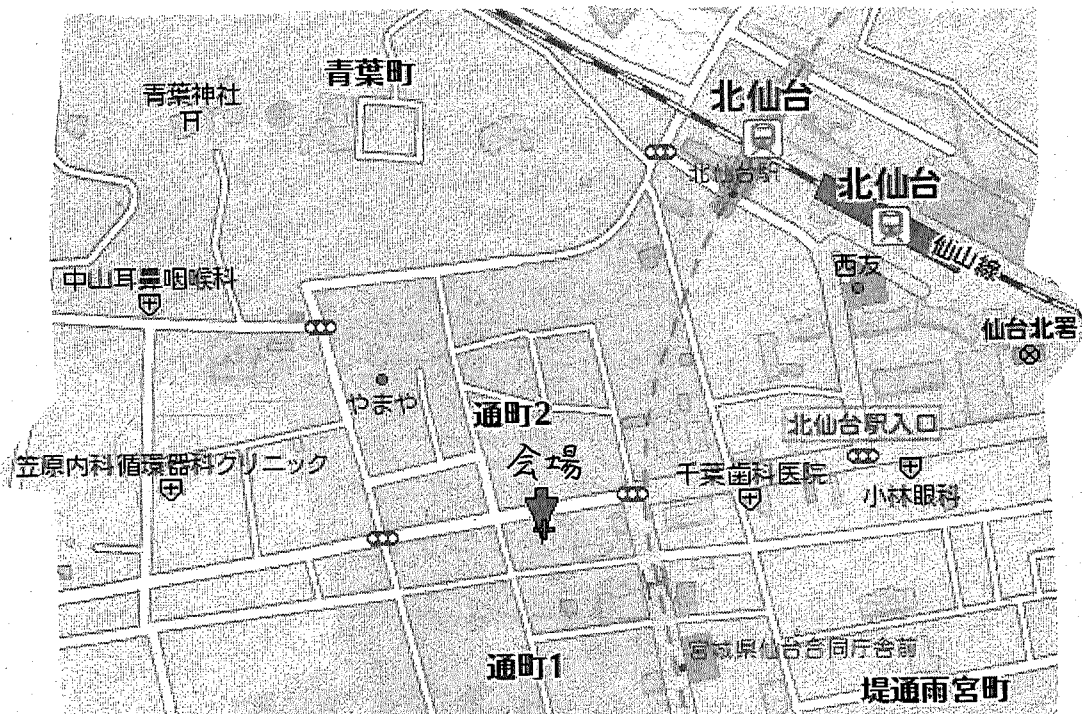 青葉町
青葉神社
北仙台
北仙台駅
北仙台
仙山線
西友
中山耳鼻咽喉科
仙台北署
やまや
通町2
北仙台駅入口
会場
笠原内科循環器科クリニック
千葉歯科医院
小林眼科
宮城県仙台合同庁舎前
通町1
堤通雨宮町